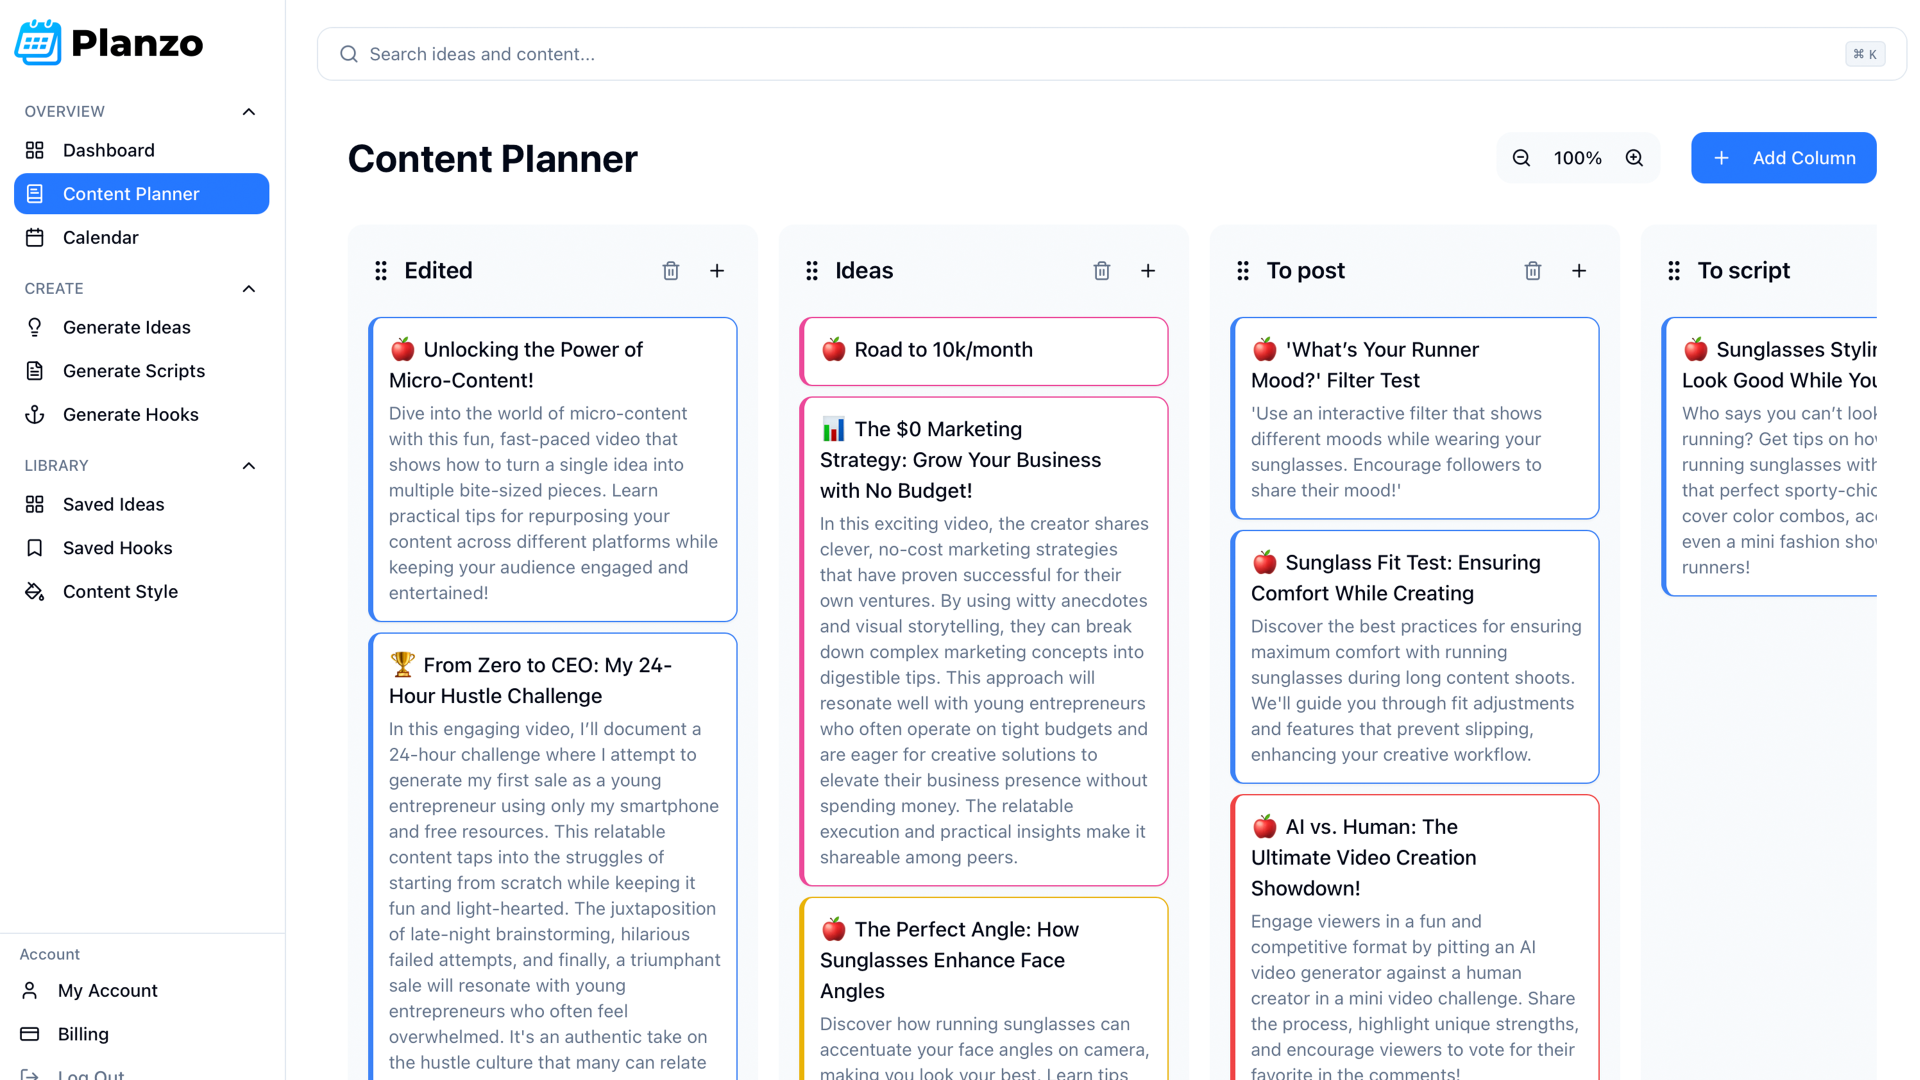 Planzo
OVERVIEW
Dashboard
Content Planner
Calendar
CREATE
Generate Ideas
Generate Scripts
Generate Hooks
LIBRARY
Saved Ideas
Saved Hooks
Content Style
Account
My Account
Billing
Log Out
Search ideas and content...
⌘ K
Content Planner
100%
Add Column
Edited
Unlocking the Power of
Micro-Content!
Dive into the world of micro-content
with this fun, fast-paced video that
shows how to turn a single idea into
multiple bite-sized pieces. Learn
practical tips for repurposing your
content across different platforms while
keeping your audience engaged and
entertained!
From Zero to CEO: My 24-
Hour Hustle Challenge
In this engaging video, I’ll document a
24-hour challenge where I attempt to
generate my first sale as a young
entrepreneur using only my smartphone
and free resources. This relatable
content taps into the struggles of
starting from scratch while keeping it
fun and light-hearted. The juxtaposition
of late-night brainstorming, hilarious
failed attempts, and finally, a triumphant
sale will resonate with young
entrepreneurs who often feel
overwhelmed. It's an authentic take on
the hustle culture that many can relate
Ideas
Road to 10k/month
The $0 Marketing
Strategy: Grow Your Business
with No Budget!
In this exciting video, the creator shares
clever, no-cost marketing strategies
that have proven successful for their
own ventures. By using witty anecdotes
and visual storytelling, they can break
down complex marketing concepts into
digestible tips. This approach will
resonate well with young entrepreneurs
who often operate on tight budgets and
are eager for creative solutions to
elevate their business presence without
spending money. The relatable
execution and practical insights make it
shareable among peers.
The Perfect Angle: How
Sunglasses Enhance Face
Angles
Discover how running sunglasses can
accentuate your face angles on camera,
making you look your best. Learn tips
To post
'What’s Your Runner
Mood?' Filter Test
'Use an interactive filter that shows
different moods while wearing your
sunglasses. Encourage followers to
share their mood!'
Sunglass Fit Test: Ensuring
Comfort While Creating
Discover the best practices for ensuring
maximum comfort with running
sunglasses during long content shoots.
We'll guide you through fit adjustments
and features that prevent slipping,
enhancing your creative workflow.
AI vs. Human: The
Ultimate Video Creation
Showdown!
Engage viewers in a fun and
competitive format by pitting an AI
video generator against a human
creator in a mini video challenge. Share
the process, highlight unique strengths,
and encourage viewers to vote for their
favorite in the comments!
To script
Sunglasses
Look Good While
Who says you can’t
running? Get tips on
running sunglasses
that perfect sporty-chic
cover color combos,
even a mini fashion
runners!